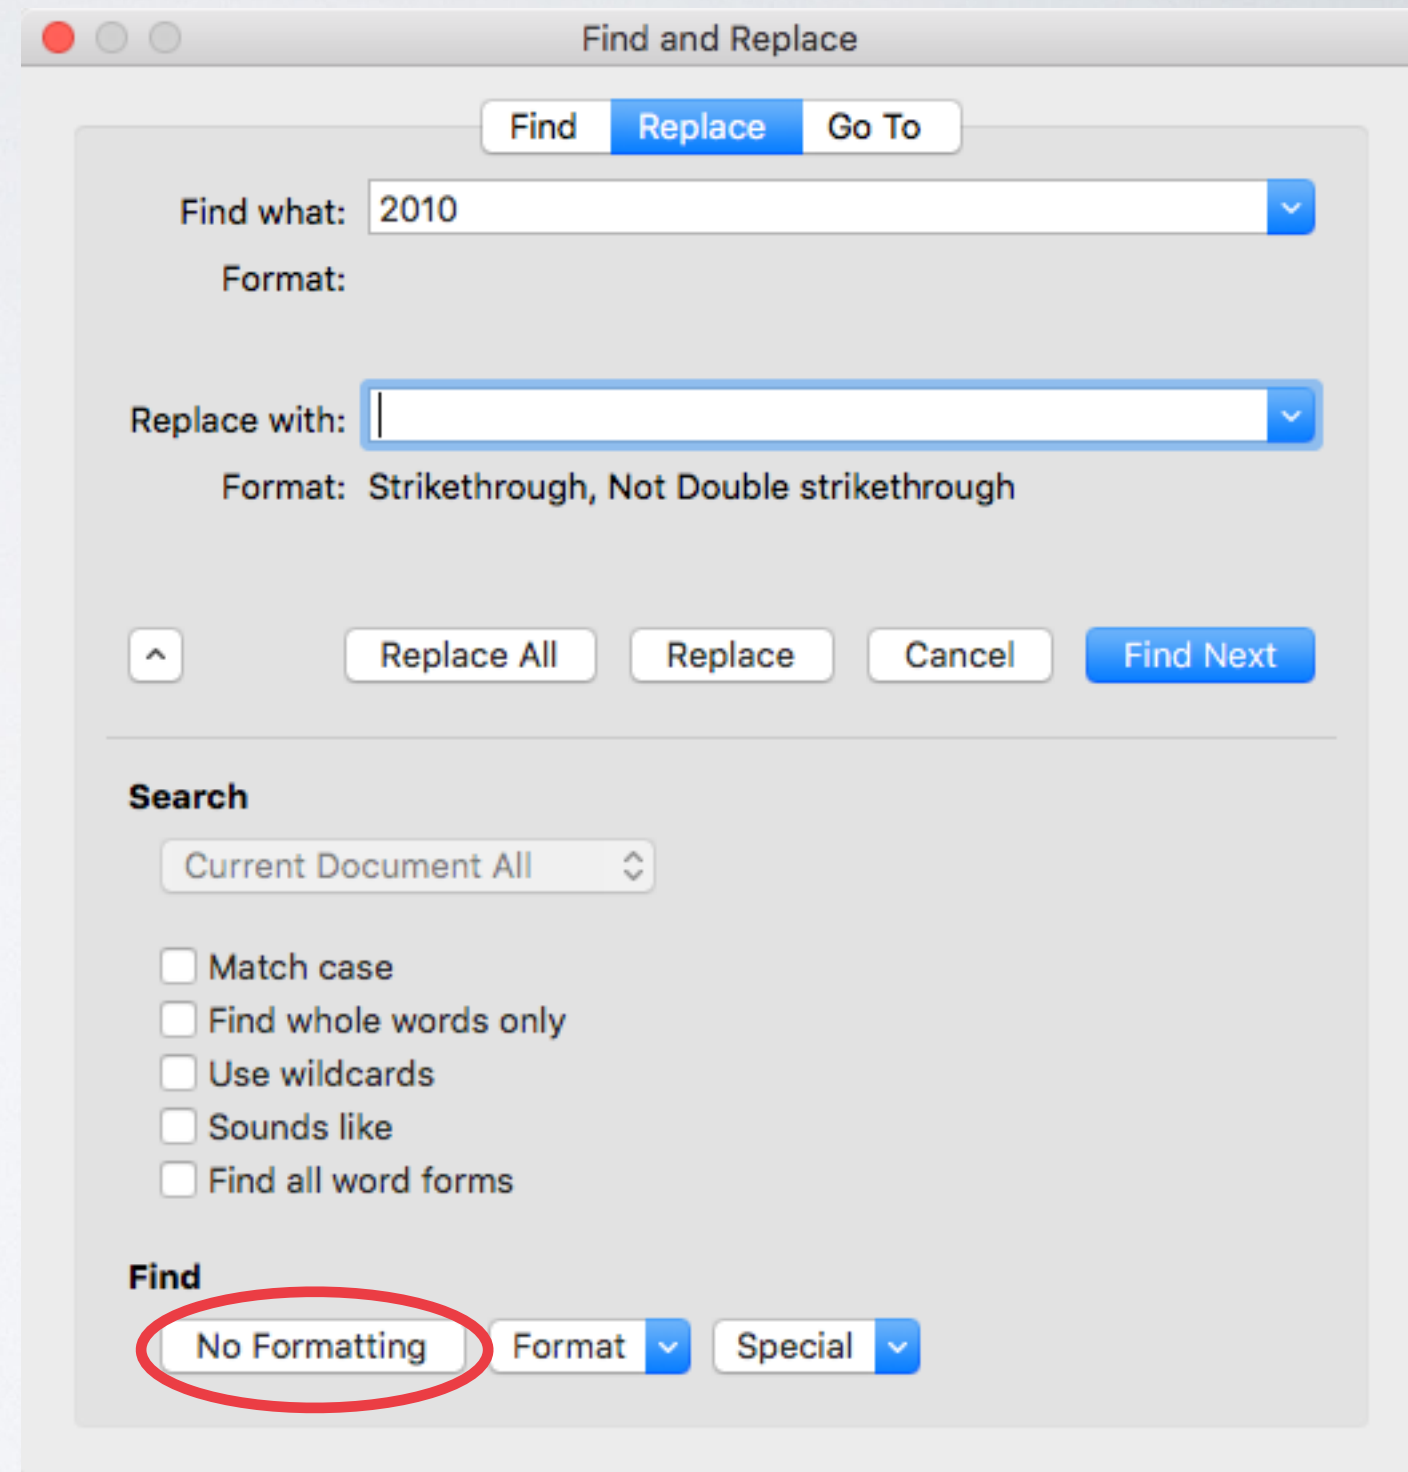 Find and Replace
Find Replace Go To
Find what: 2010
Format:
Replace with:
Format: Strikethrough, Not Double strikethrough
Replace All Replace Cancel Find Next
Search
Current Document All
Match case
Find whole words only
Use wildcards
Sounds like
Find all word forms
Find
No Formatting Format Special